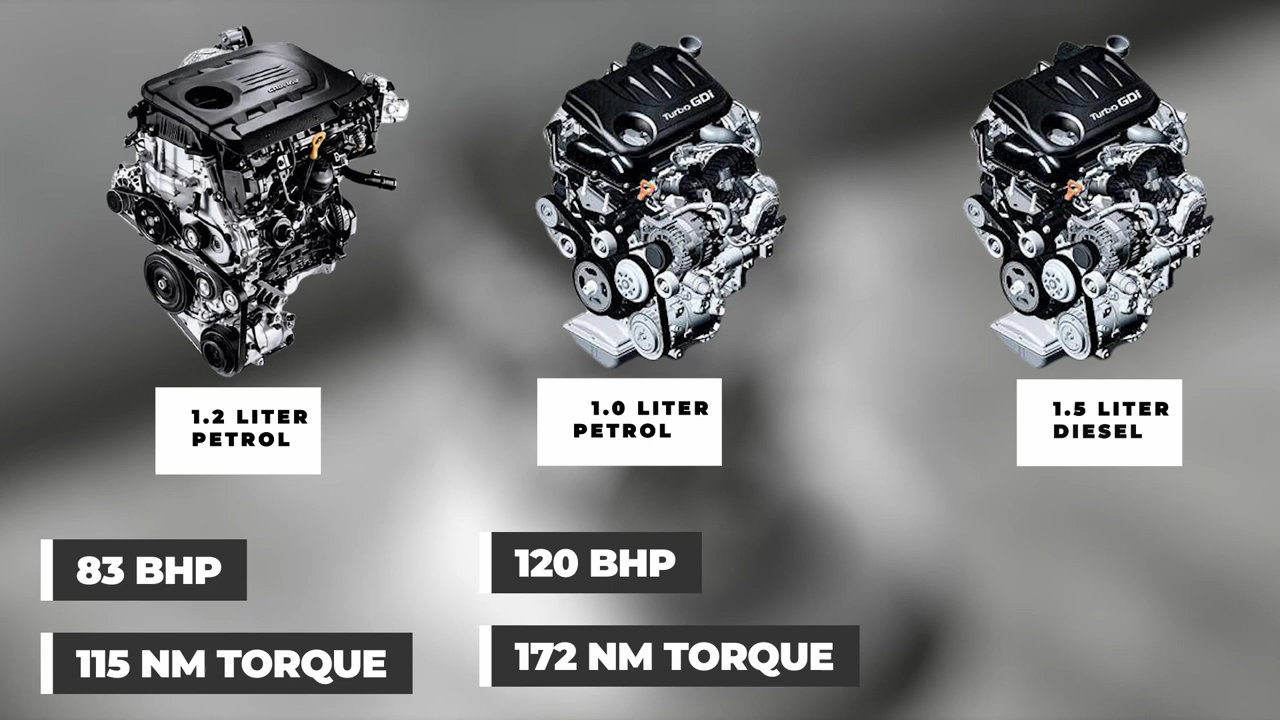 Turbo GDi
Turbo GDi
1.2 LITER
PETROL
1.0 LITER
PETROL
1.5 LITER
DIESEL
83 BHP
120 BHP
115 NM TORQUE
172 NM TORQUE